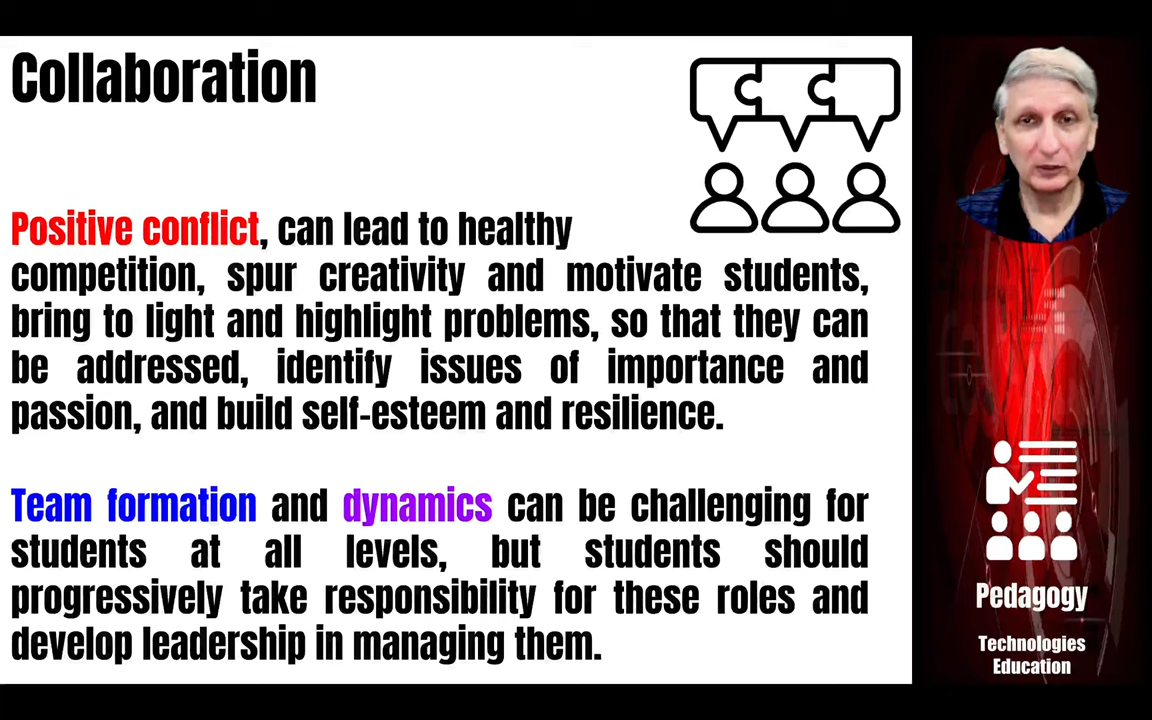 Collaboration
Positive conflict, can lead to healthy
competition, spur creativity and motivate students,
bring to light and highlight problems, so that they can
be addressed, identify issues of importance and
passion, and build self-esteem and resilience.
Team formation and dynamics can be challenging for
students at all levels, but students should
progressively take responsibility for these roles and
develop leadership in managing them.
Pedagogy
Technologies
Education